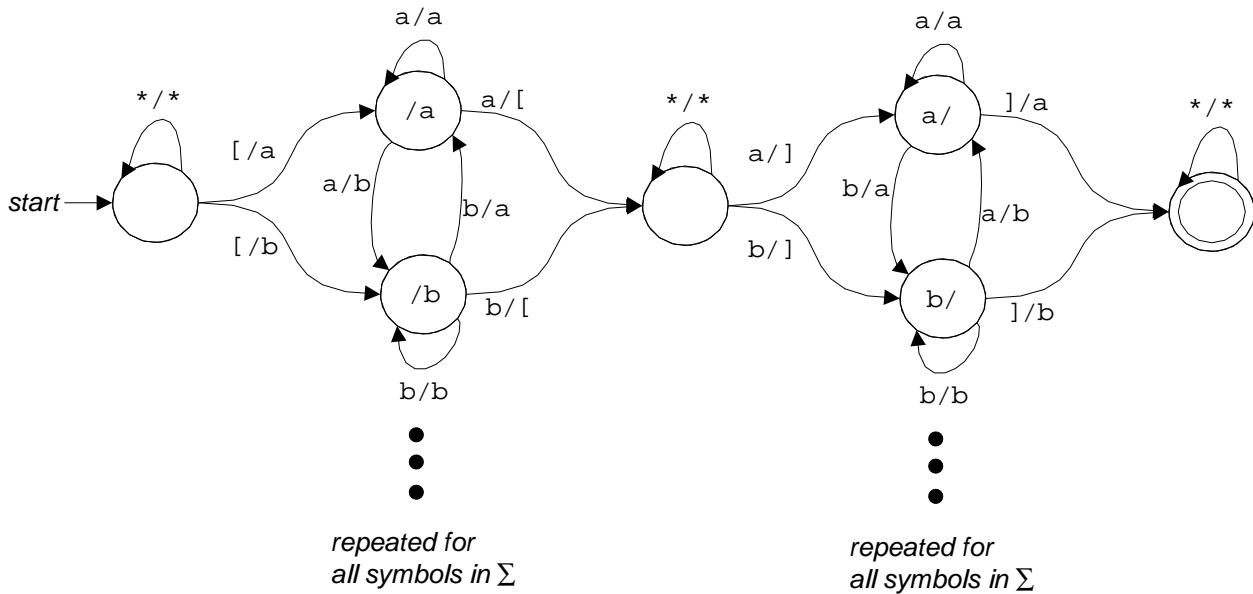 a/a
a/a
*/*
/a
a/[
*/*
a/
]/a
*/*
[/a
a/]
a/b
b/a
b/a
a/b
start
[/b
b/]
/b
b/[
b/
]/b
b/b
b/b
repeated for
all symbols in Σ
repeated for
all symbols in Σ